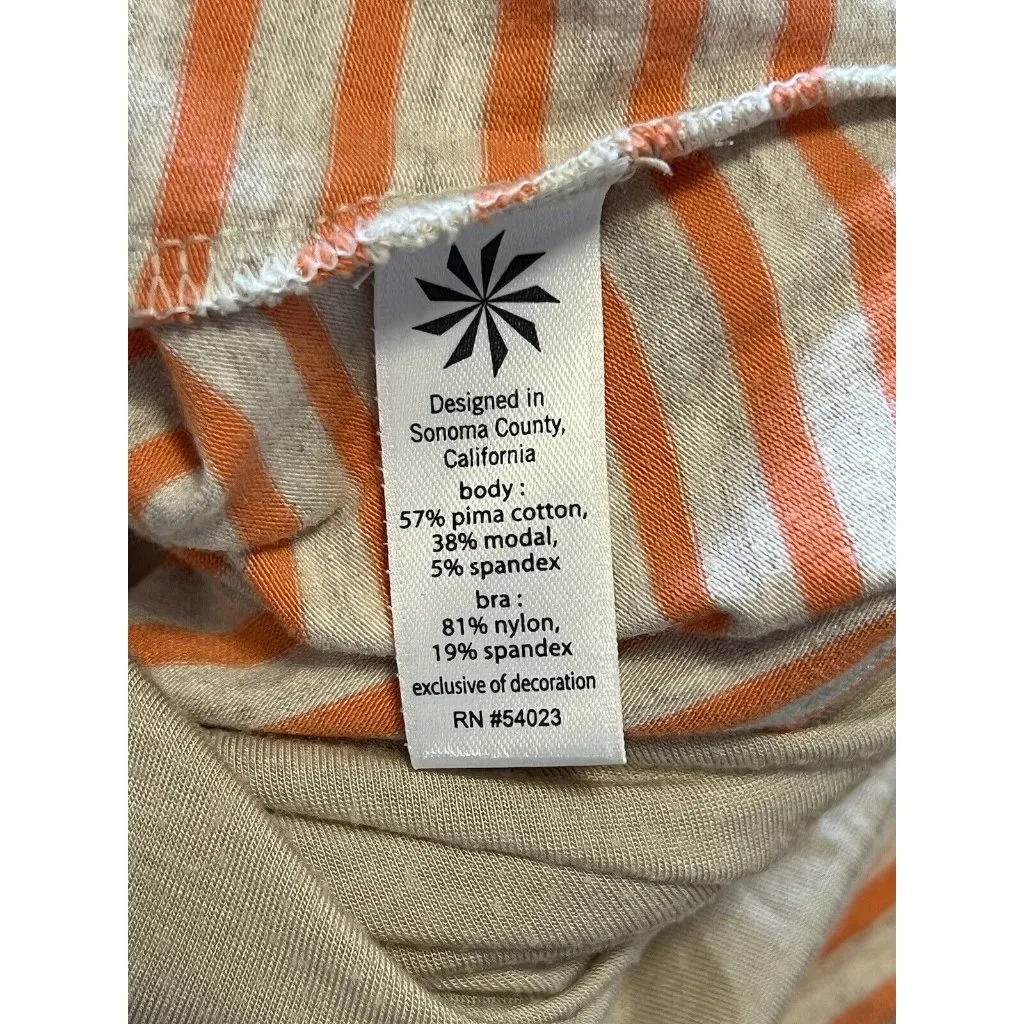 Designed in
Sonoma County,
California
body :
57% pima cotton,
38% modal,
5% spandex
bra :
81% nylon,
19% spandex
exclusive of decoration
RN #54023